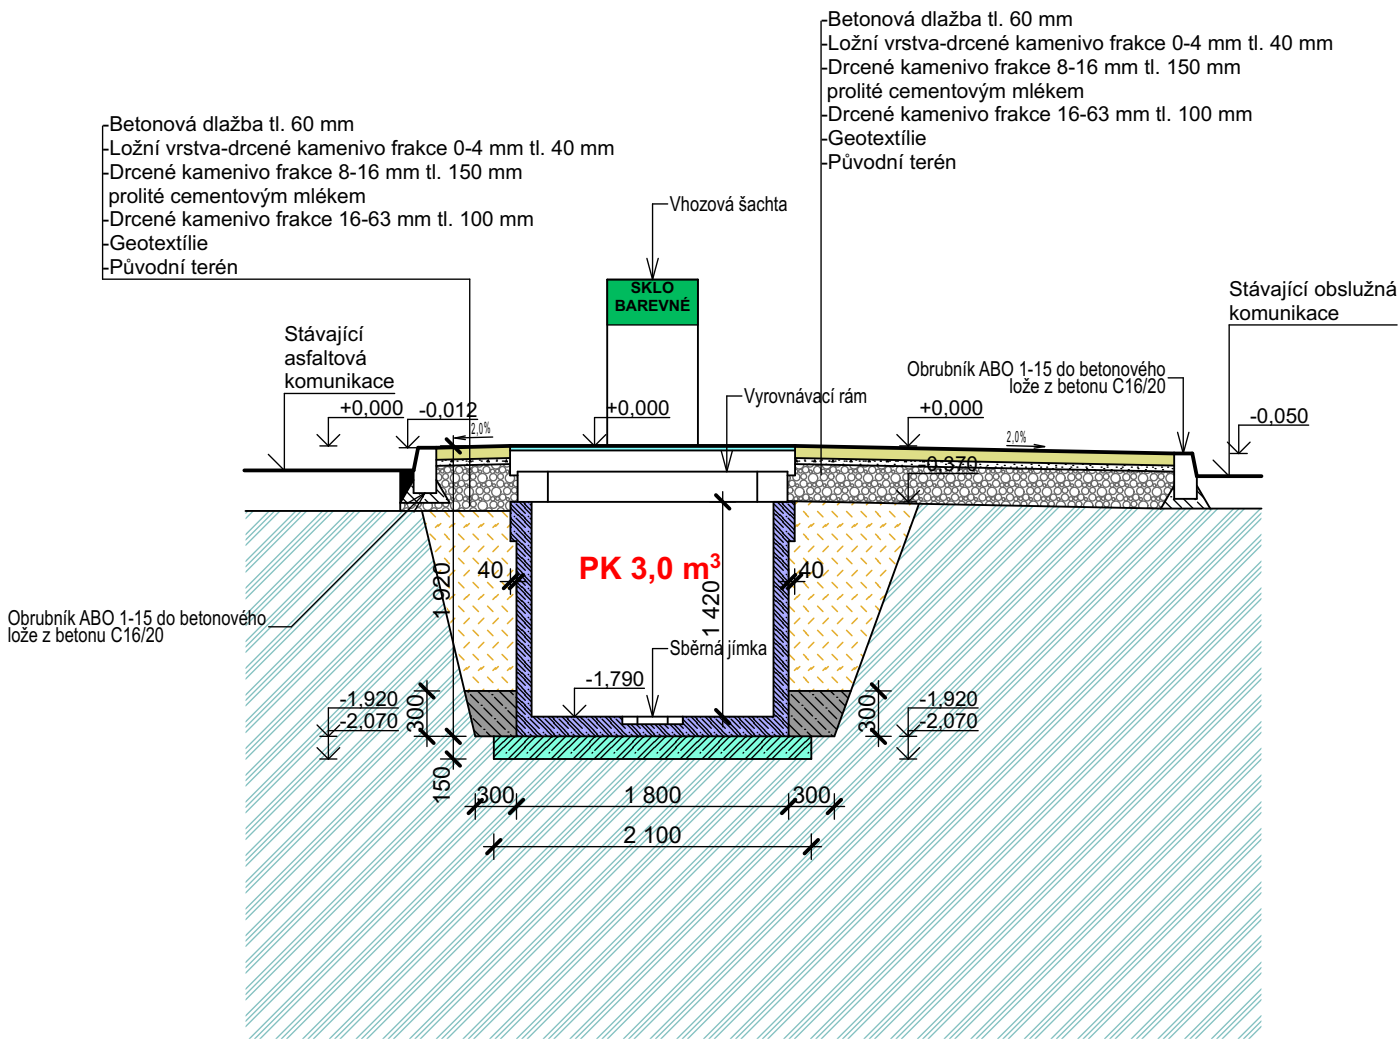 Betonová dlažba tl. 60 mm
Ložní vrstva-drcené kamenivo frakce 0-4 mm tl. 40 mm
Drcené kamenivo frakce 8-16 mm tl. 150 mm
prolité cementovým mlékem
Drcené kamenivo frakce 16-63 mm tl. 100 mm
Geotextílie
Původní terén
Betonová dlažba tl. 60 mm
Ložní vrstva-drcené kamenivo frakce 0-4 mm tl. 40 mm
Drcené kamenivo frakce 8-16 mm tl. 150 mm
prolité cementovým mlékem
Drcené kamenivo frakce 16-63 mm tl. 100 mm
Geotextílie
Původní terén
Vhozová šachta
SKLO
BAREVNÉ
Stávající obslužná
komunikace
Stávající
asfaltová
komunikace
Obrubník ABO 1-15 do betonového
lože z betonu C16/20
Vyrovnávací rám
+0,000
-0,012
2,0%
+0,000
+0,000
2,0%
-0,050
-0,370
PK 3,0 m³
40
40
1 920
1 420
Obrubník ABO 1-15 do betonového
lože z betonu C16/20
Sběrná jímka
-1,790
-1,920
-2,070
300
300
-1,920
-2,070
150
300
1 800
300
2 100